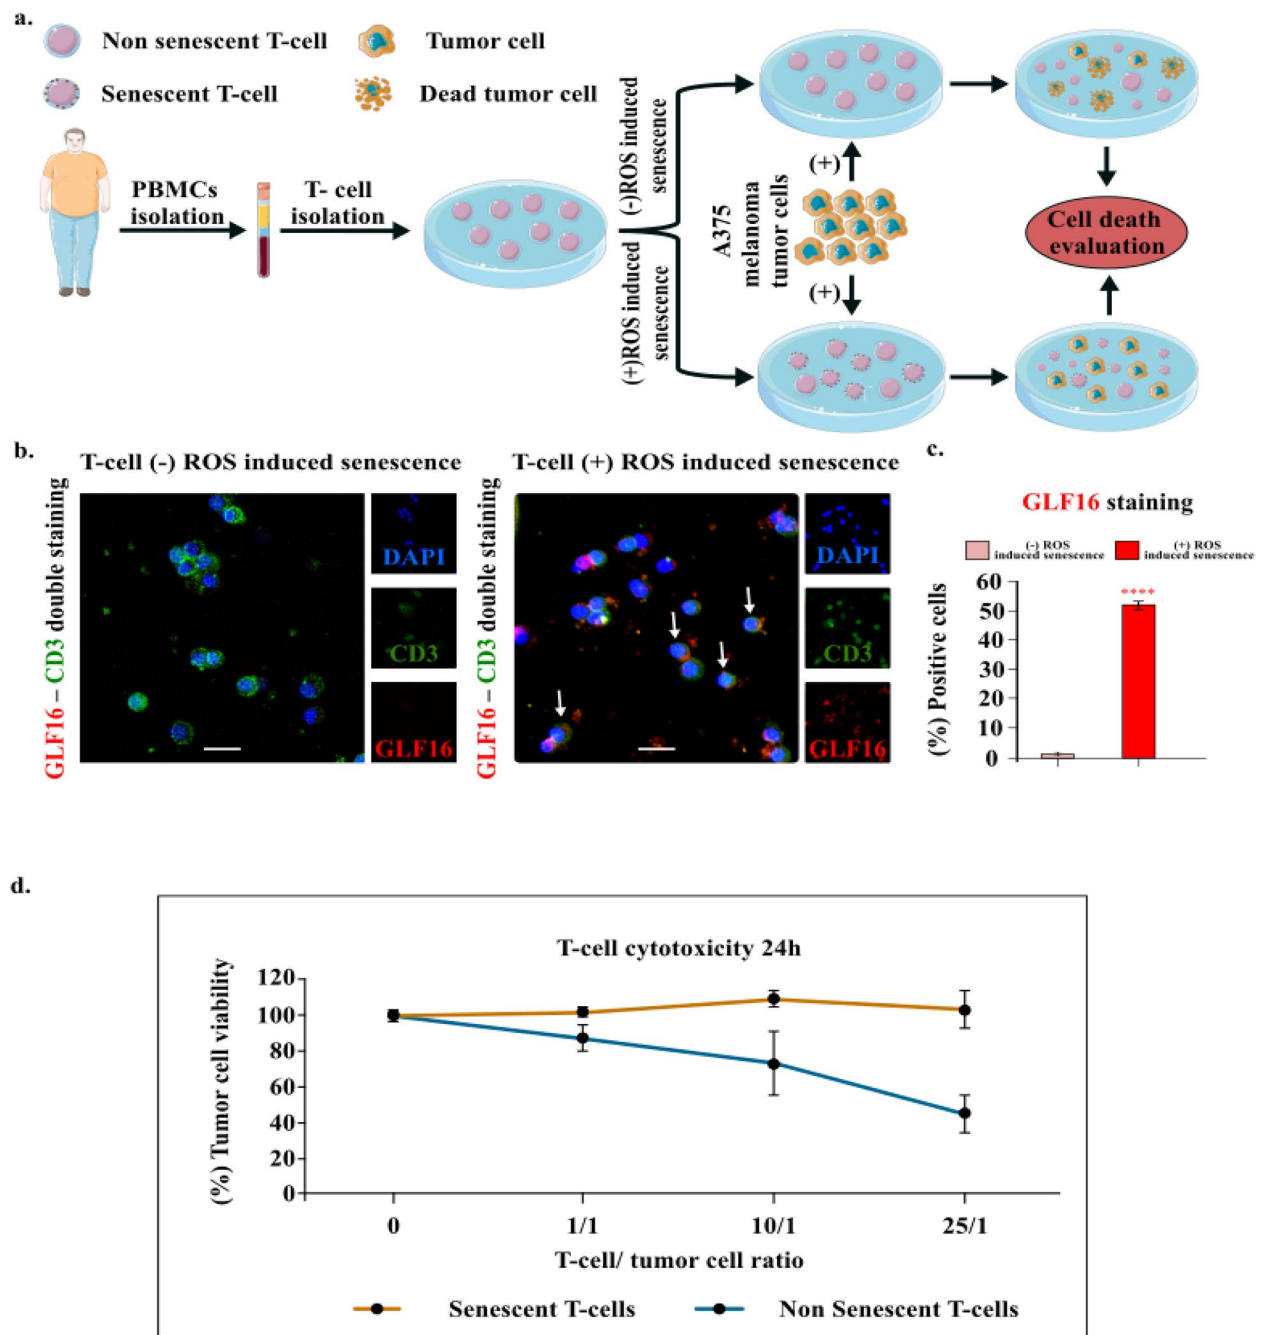 a.
Non senescent T-cell
Tumor cell
Senescent T-cell
Dead tumor cell
PBMCs
isolation
T- cell
isolation
(-)ROS induced
senescence
(+)ROS induced
senescence
A375
melanoma
tumor cells
(+)
(+)
Cell death
evaluation
b.
T-cell (-) ROS induced senescence
GLF16 – CD3 double staining
DAPI
CD3
GLF16
T-cell (+) ROS induced senescence
GLF16 – CD3 double staining
DAPI
CD3
GLF16
c.
GLF16 staining
(-) ROS
induced senescence
(+) ROS
induced senescence
(%) Positive cells
60
50
40
30
20
10
0
****
d.
T-cell cytotoxicity 24h
(%) Tumor cell viability
120
100
80
60
40
20
0
0
1/1
10/1
25/1
T-cell/ tumor cell ratio
Senescent T-cells
Non Senescent T-cells